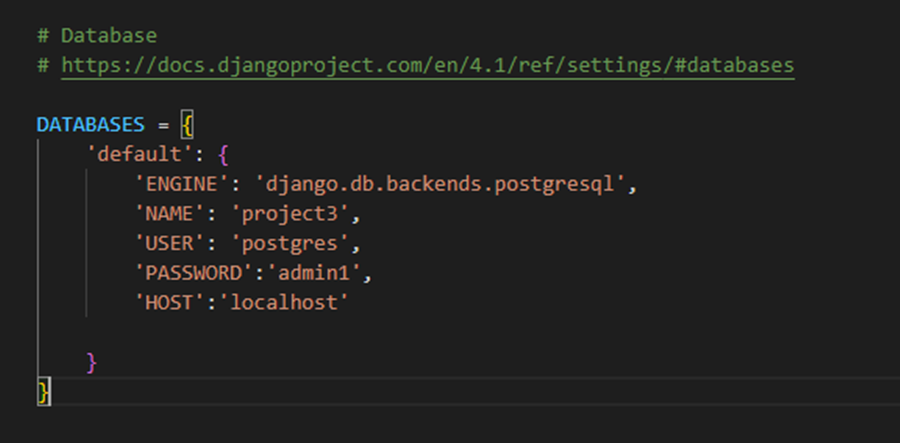 # Database
# https://docs.djangoproject.com/en/4.1/ref/settings/#databases
DATABASES = {
'default': {
'ENGINE': 'django.db.backends.postgresql',
'NAME': 'project3',
'USER': 'postgres',
'PASSWORD':'admin1',
'HOST':'localhost'
}
}